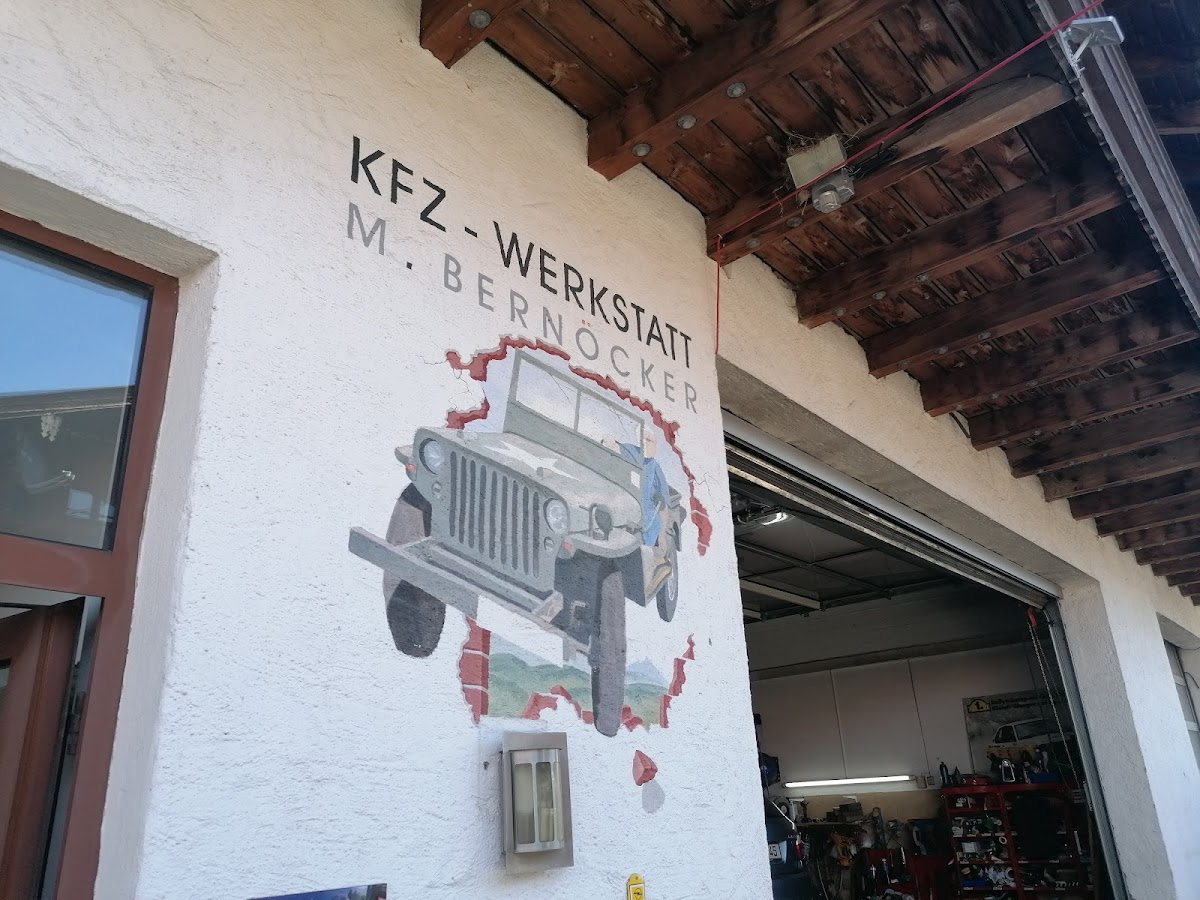 KFZ - WERKSTATT
M. BERNÖCKER